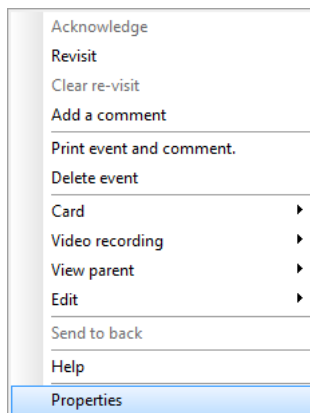 Acknowledge
Revisit
Clear re-visit
Add a comment
Print event and comment.
Delete event
Card
Video recording
View parent
Edit
Send to back
Help
Properties